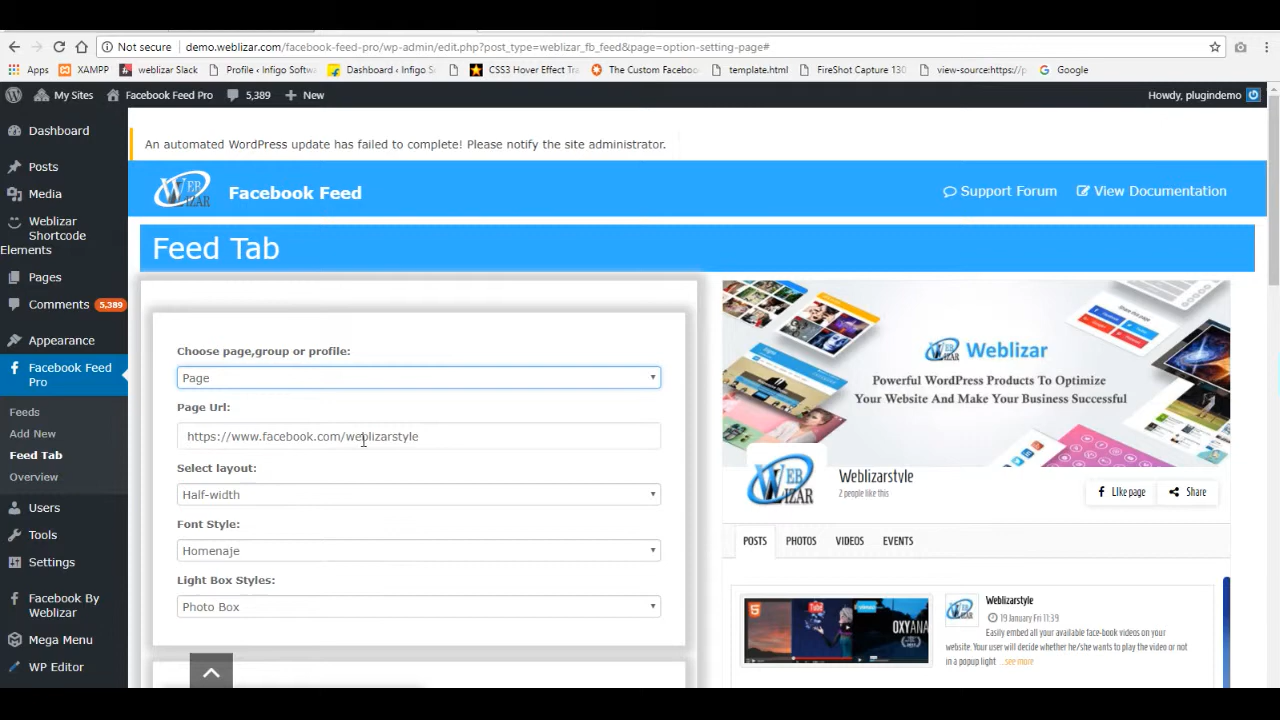 Not secure
demo.weblizar.com/facebook-feed-pro/wp-admin/edit.php?post_type=weblizar_fb_feed&page=option-setting-page#
Apps
XAMPP
weblizar Slack
Profile ‹ Infigo Softw
Dashboard ‹ Infigo S
CSS3 Hover Effect Tra
The Custom Faceboo
template.html
FireShot Capture 130
view-source:https://p
Google
My Sites
Facebook Feed Pro
5,389
New
Howdy, plugindemo
Dashboard
Posts
Media
Weblizar
Shortcode
Elements
Pages
Comments 5,389
Appearance
Facebook Feed
Pro
Feeds
Add New
Feed Tab
Overview
Users
Tools
Settings
Facebook By
Weblizar
Mega Menu
WP Editor
An automated WordPress update has failed to complete! Please notify the site administrator.
WEB
WIZAR
Facebook Feed
Support Forum
View Documentation
Feed Tab
Choose page,group or profile:
Page
Page Url:
https://www.facebook.com/weblizarstyle
Select layout:
Half-width
Font Style:
Homenaje
Light Box Styles:
Photo Box
Weblizar
Powerful WordPress Products To Optimize
Your Website And Make Your Business Successful
Weblizarstyle
2 people like this
LIke page
Share
POSTS
PHOTOS
VIDEOS
EVENTS
OXYANA
Weblizarstyle
19 January Fri 11:39
Easily embed all your available face-book videos on your
website. Your user will decide whether he/she wants to play the video or not
in a popup light ...see more